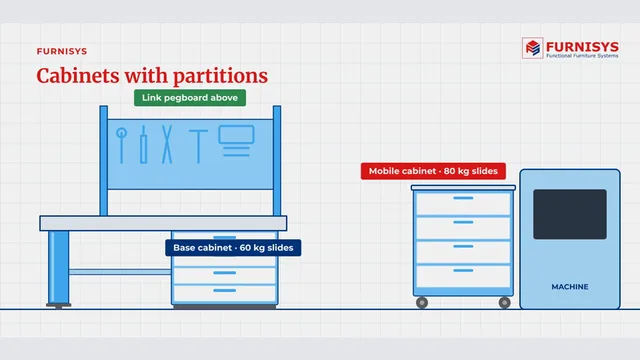 FURNISYS
Cabinets with partitions
FURNISYS
Functional Furniture Systems
Link pegboard above
Mobile cabinet · 80 kg slides
Base cabinet · 60 kg slides
MACHINE